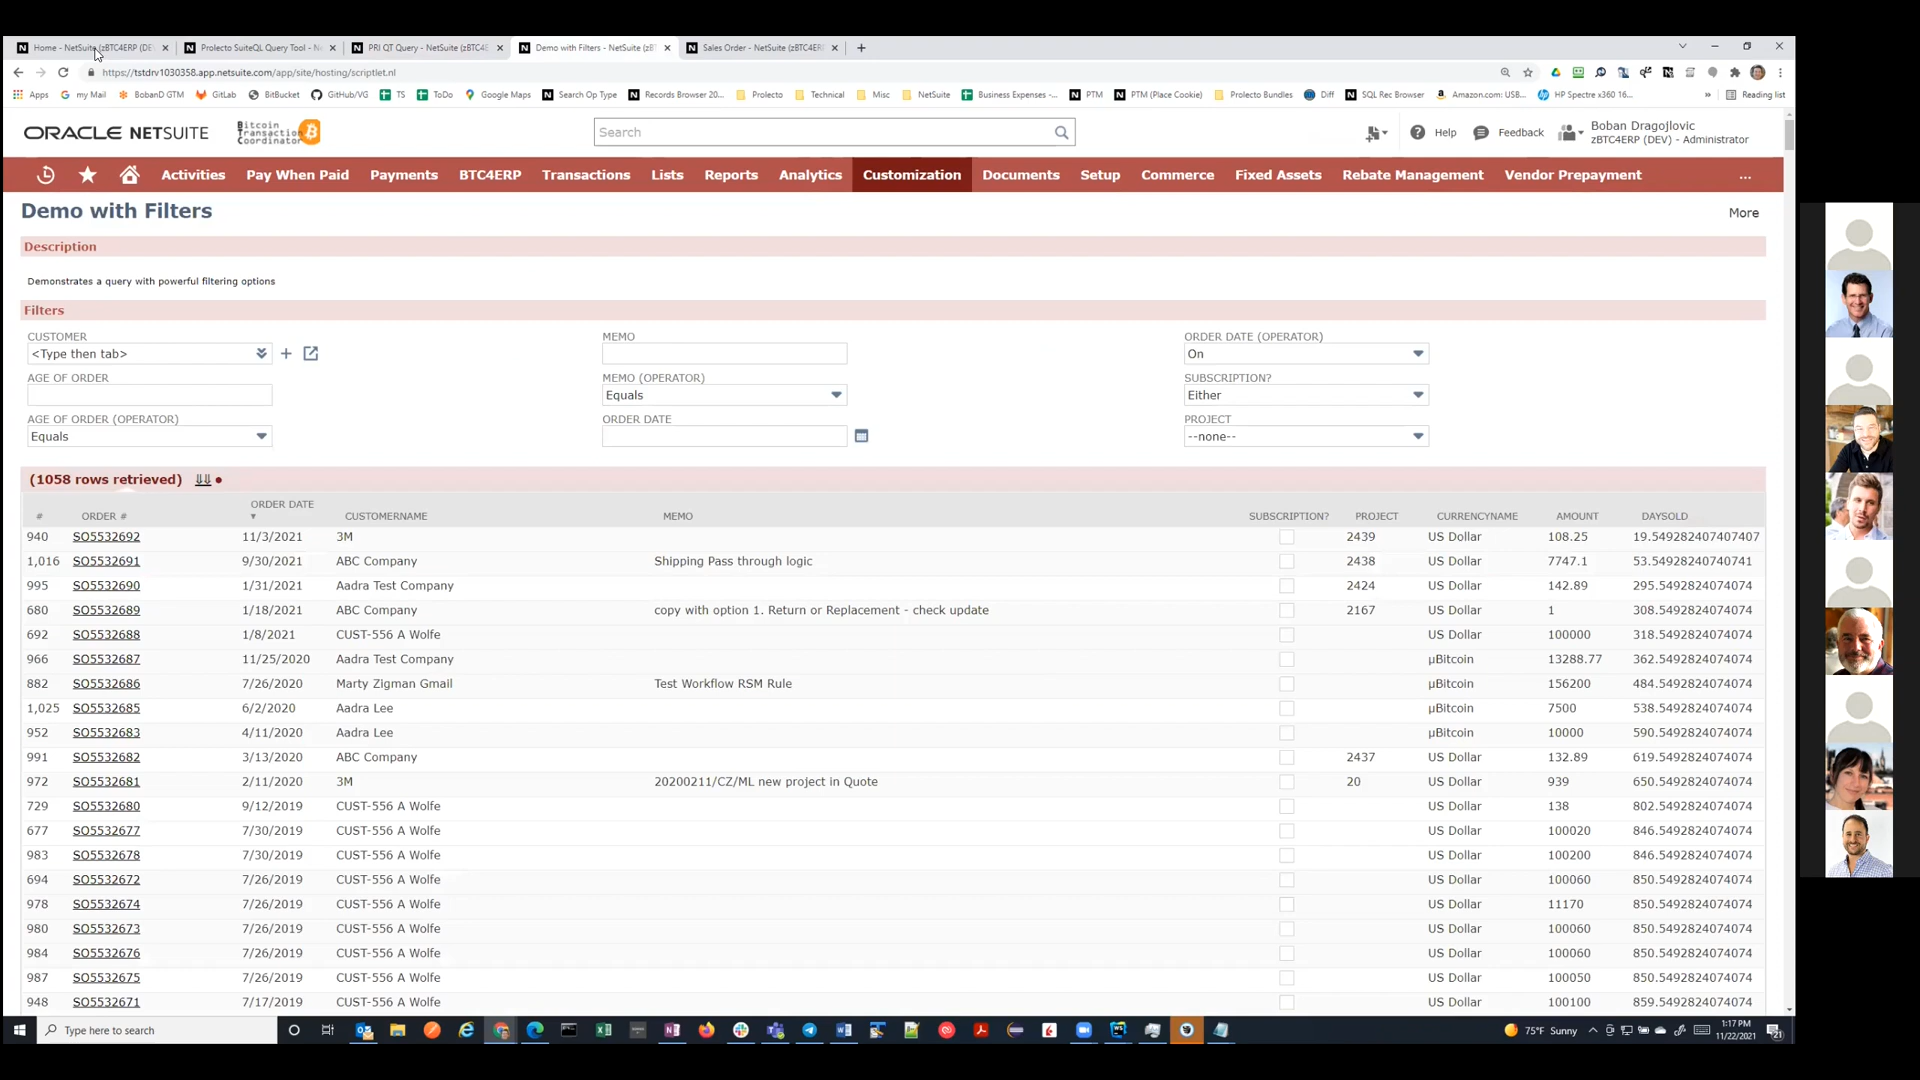 Home - NetSuite (zBTC4ERP (DE
Prolecto SuiteQL Query Tool - Ne
PRI QT Query - NetSuite (zBTC4E
Demo with Filters - NetSuite (zBT
Sales Order - NetSuite (zBTC4ERP
https://tstdrv1030358.app.netsuite.com/app/site/hosting/scriptlet.nl
Apps my Mail BobanD GTM GitLab BitBucket GitHub/VG TS ToDo Google Maps Search Op Type Records Browser 20... Prolecto Technical Misc NetSuite Business Expenses -... PTM PTM (Place Cookie) Prolecto Bundles Diff SQL Rec Browser Amazon.com: USB... HP Spectre x360 16... » Reading list
ORACLE NETSUITE
Bitcoin
Transaction
Coordinator
Search
Help
Feedback
Boban Dragojlovic
zBTC4ERP (DEV) - Administrator
Activities Pay When Paid Payments BTC4ERP Transactions Lists Reports Analytics Customization Documents Setup Commerce Fixed Assets Rebate Management Vendor Prepayment ...
Demo with Filters
More
Description
Demonstrates a query with powerful filtering options
Filters
CUSTOMER MEMO ORDER DATE (OPERATOR)
<Type then tab> On
AGE OF ORDER MEMO (OPERATOR) SUBSCRIPTION?
Equals Either
AGE OF ORDER (OPERATOR) ORDER DATE PROJECT
Equals --none--
(1058 rows retrieved)
# ORDER # ORDER DATE CUSTOMERNAME MEMO SUBSCRIPTION? PROJECT CURRENCYNAME AMOUNT DAYSOLD
940 SO5532692 11/3/2021 3M 2439 US Dollar 108.25 19.549282407407407
1,016 SO5532691 9/30/2021 ABC Company Shipping Pass through logic 2438 US Dollar 7747.1 53.5492824074074​1
995 SO5532690 1/31/2021 Aadra Test Company 2424 US Dollar 142.89 295.5492824074074
680 SO5532689 1/18/2021 ABC Company copy with option 1. Return or Replacement - check update 2167 US Dollar 1 308.5492824074074
692 SO5532688 1/8/2021 CUST-556 A Wolfe US Dollar 100000 318.5492824074074
966 SO5532687 11/25/2020 Aadra Test Company µBitcoin 13288.77 362.5492824074074
882 SO5532686 7/26/2020 Marty Zigman Gmail Test Workflow RSM Rule µBitcoin 156200 484.5492824074074
1,025 SO5532685 6/2/2020 Aadra Lee µBitcoin 7500 538.5492824074074
952 SO5532683 4/11/2020 Aadra Lee µBitcoin 10000 590.5492824074074
991 SO5532682 3/13/2020 ABC Company 2437 US Dollar 132.89 619.5492824074074
972 SO5532681 2/11/2020 3M 20200211/CZ/ML new project in Quote 20 US Dollar 939 650.5492824074074
729 SO5532680 9/12/2019 CUST-556 A Wolfe US Dollar 138 802.5492824074074
677 SO5532677 7/30/2019 CUST-556 A Wolfe US Dollar 100020 846.5492824074074
983 SO5532678 7/30/2019 CUST-556 A Wolfe US Dollar 100200 846.5492824074074
694 SO5532672 7/26/2019 CUST-556 A Wolfe US Dollar 100060 850.5492824074074
978 SO5532674 7/26/2019 CUST-556 A Wolfe US Dollar 11170 850.5492824074074
980 SO5532673 7/26/2019 CUST-556 A Wolfe US Dollar 100060 850.5492824074074
984 SO5532676 7/26/2019 CUST-556 A Wolfe US Dollar 100060 850.5492824074074
987 SO5532675 7/26/2019 CUST-556 A Wolfe US Dollar 100050 850.5492824074074
948 SO5532671 7/17/2019 CUST-556 A Wolfe US Dollar 100100 859.5492824074074
Type here to search
75°F Sunny
1:17 PM
11/22/2021
21